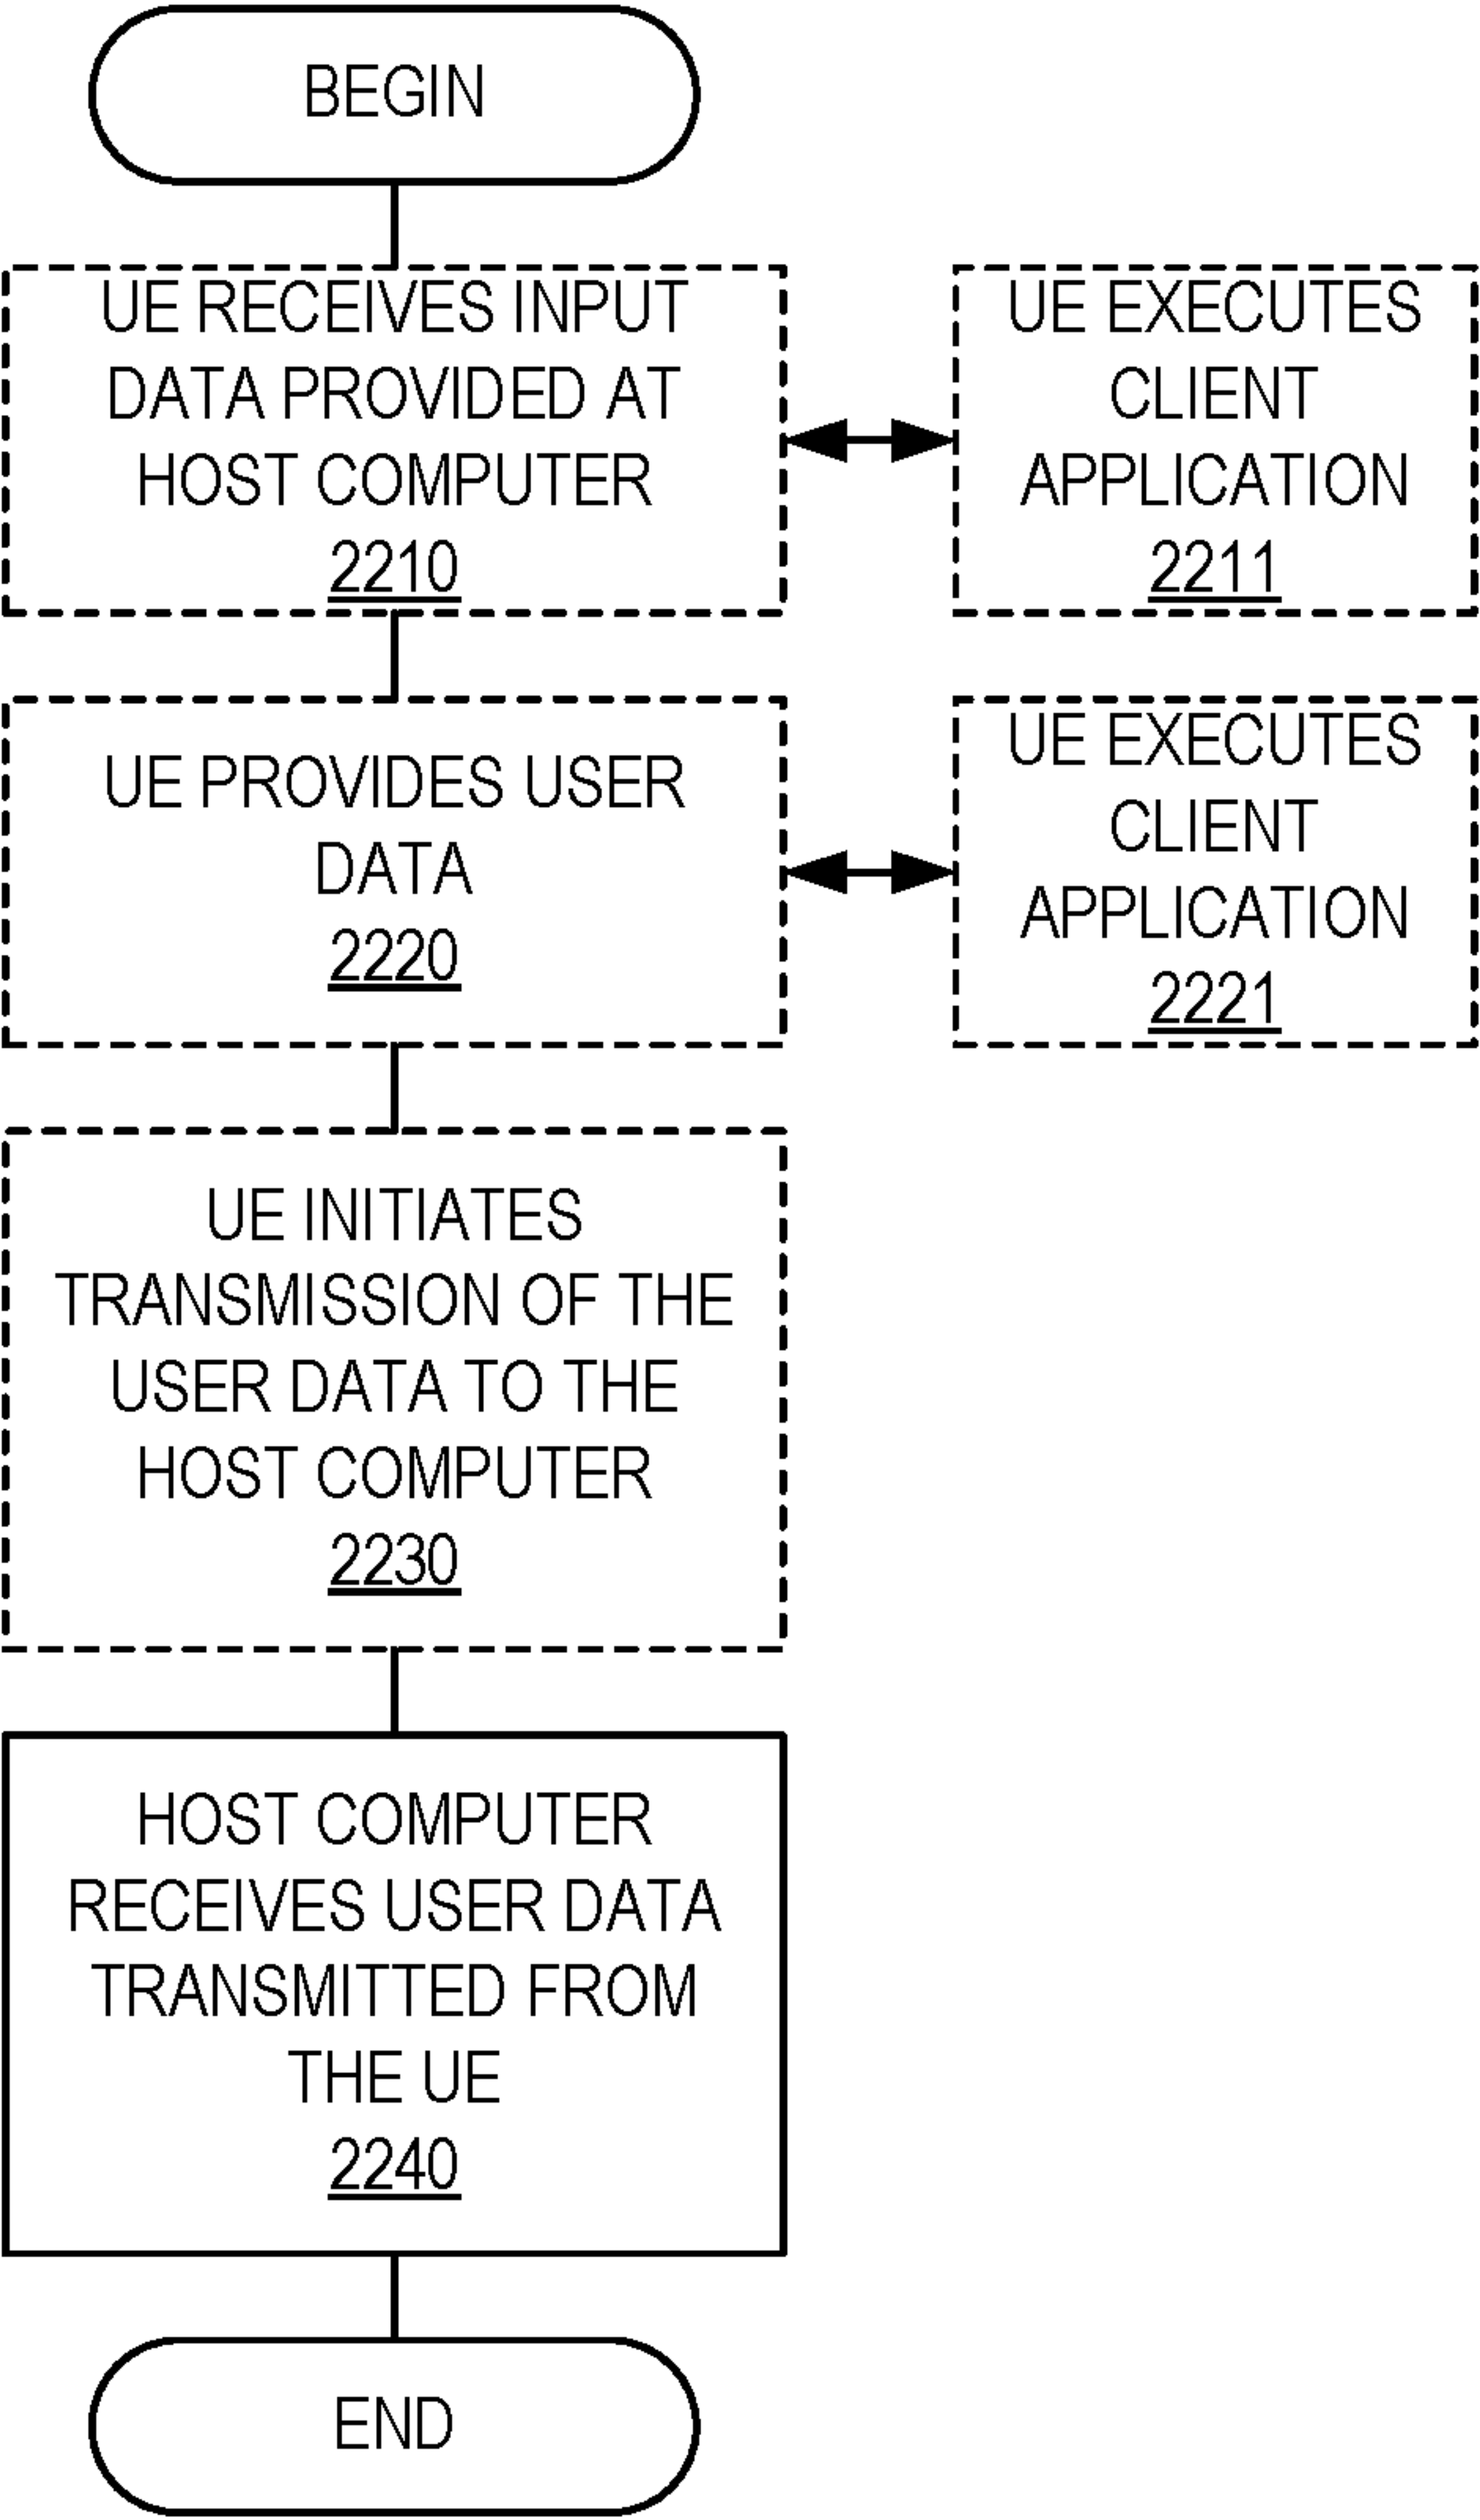 BEGIN
UE RECEIVES INPUT
DATA PROVIDED AT
HOST COMPUTER
2210
UE EXECUTES
CLIENT
APPLICATION
2211
UE PROVIDES USER
DATA
2220
UE EXECUTES
CLIENT
APPLICATION
2221
UE INITIATES
TRANSMISSION OF THE
USER DATA TO THE
HOST COMPUTER
2230
HOST COMPUTER
RECEIVES USER DATA
TRANSMITTED FROM
THE UE
2240
END